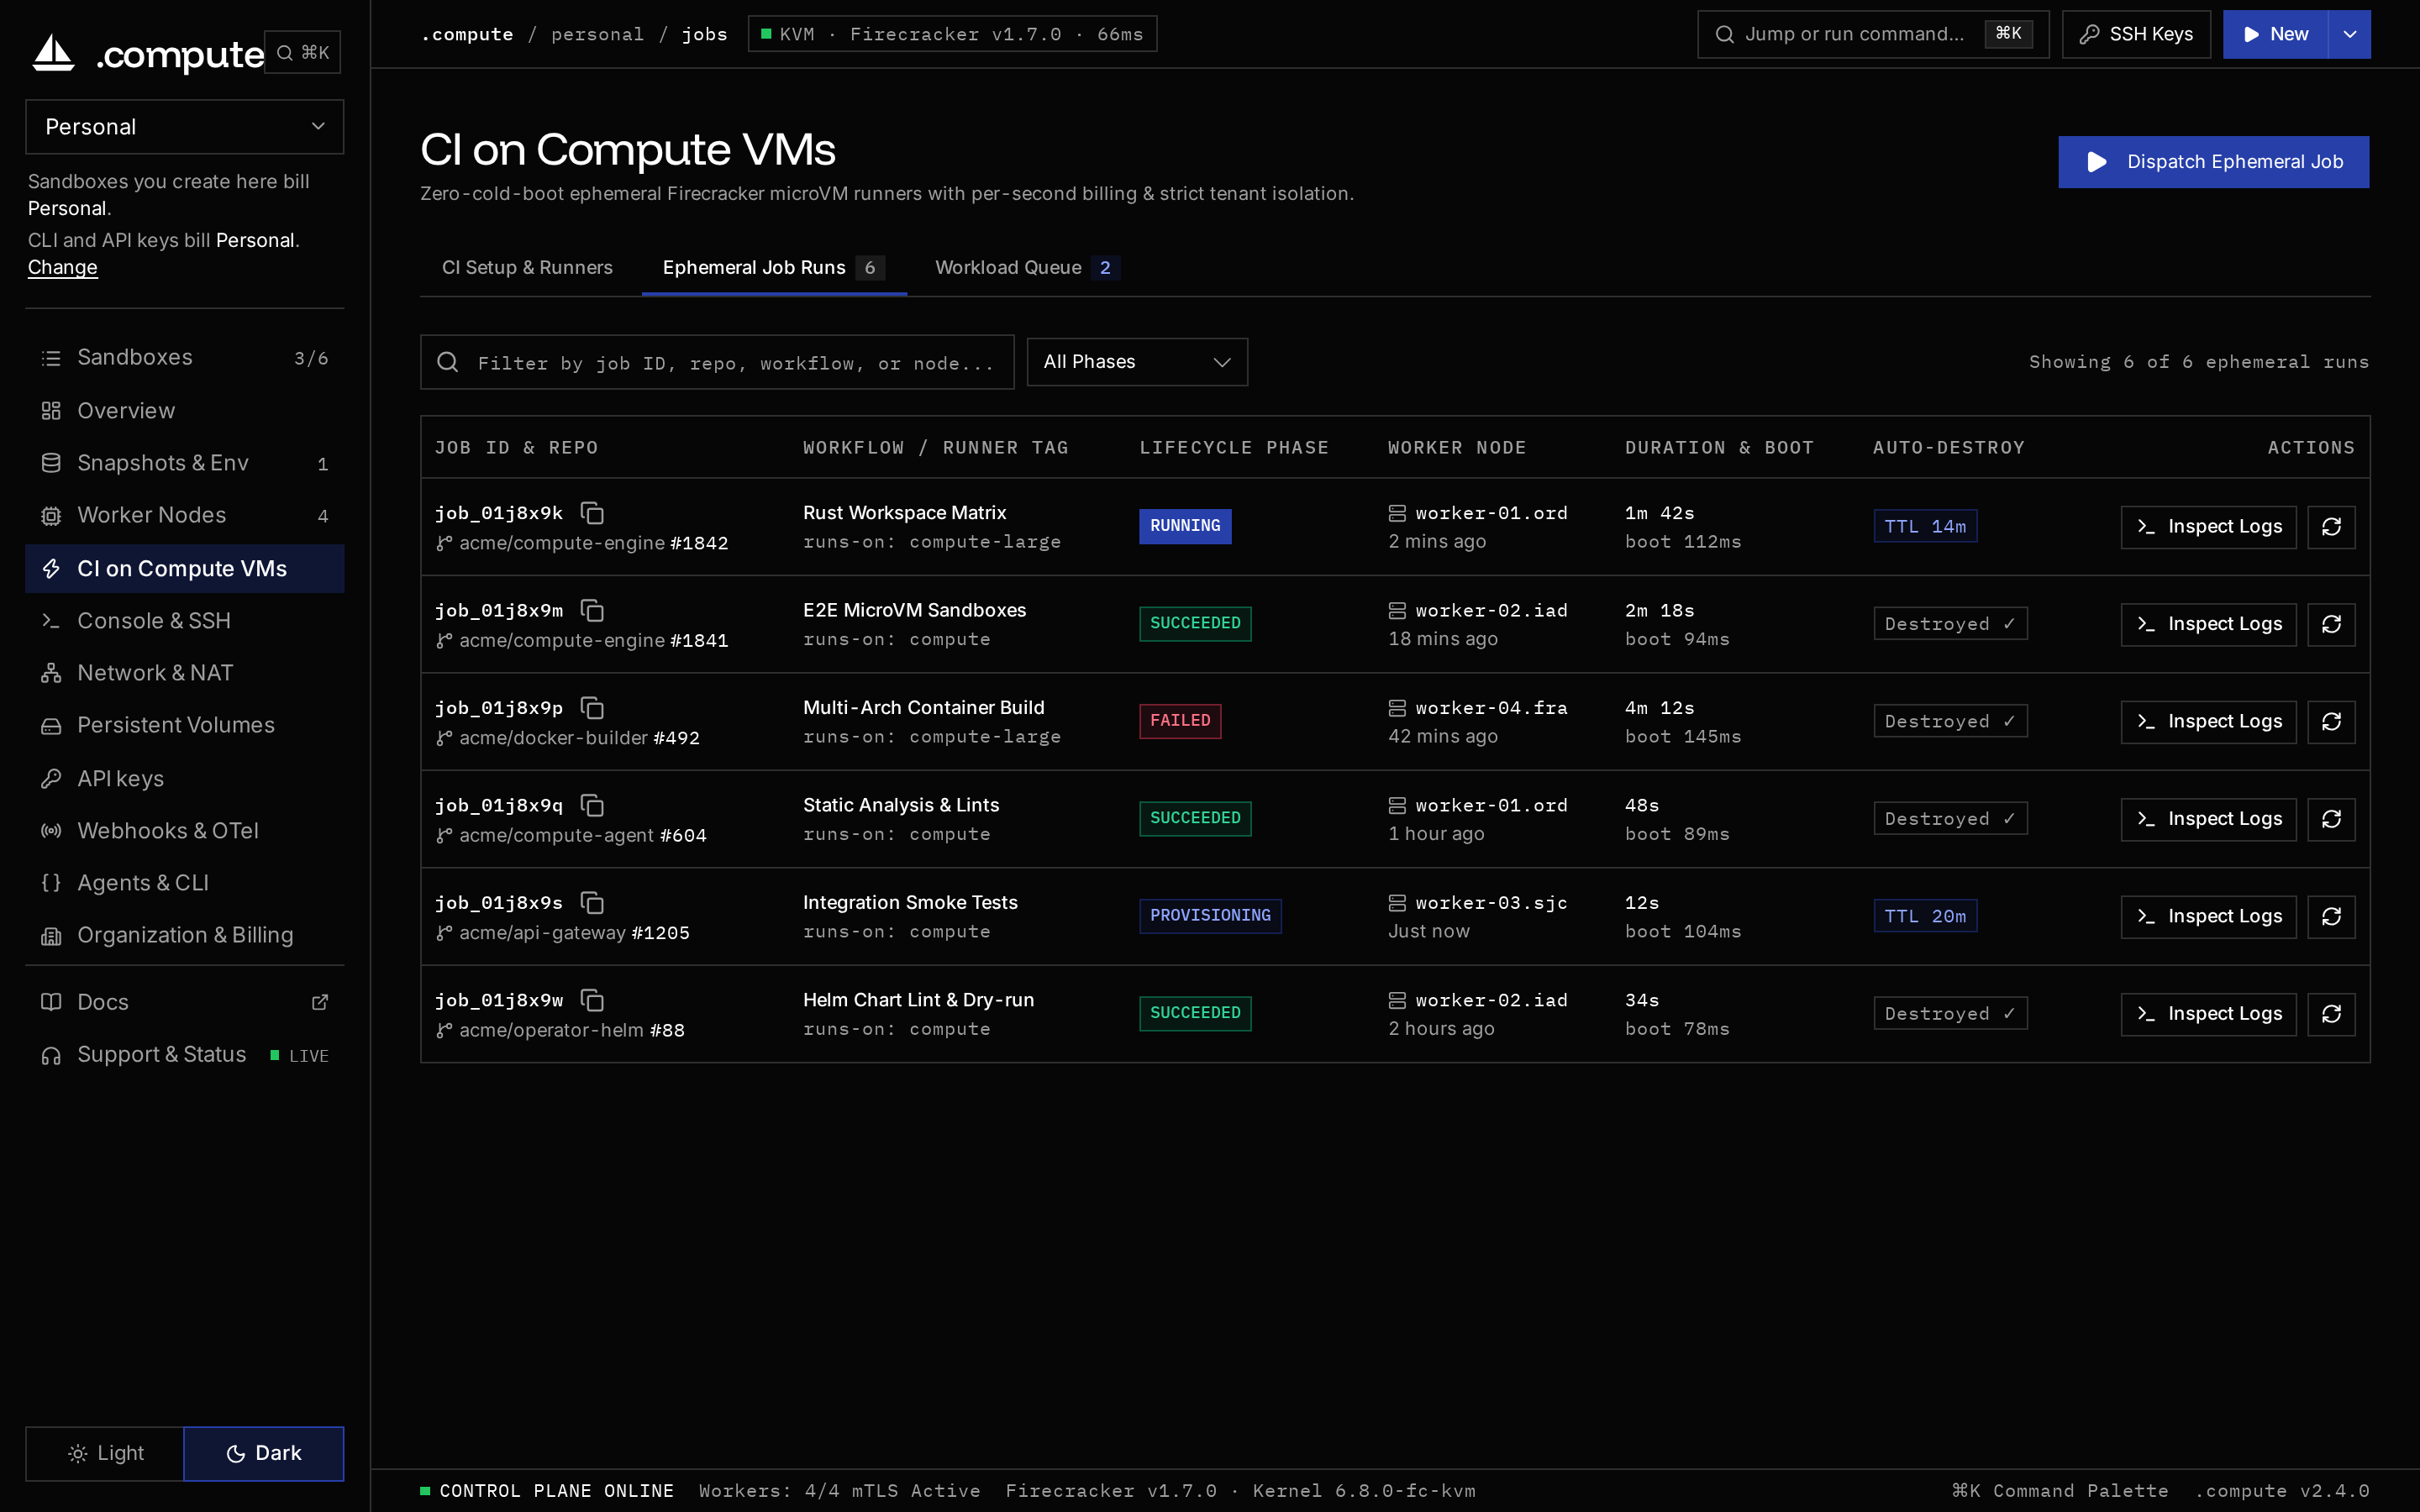 .compute
⌘K
Personal
Sandboxes you create here bill
Personal.
CLI and API keys bill Personal.
Change
Sandboxes 3/6
Overview
Snapshots & Env 1
Worker Nodes 4
CI on Compute VMs
Console & SSH
Network & NAT
Persistent Volumes
API keys
Webhooks & OTel
Agents & CLI
Organization & Billing
Docs
Support & Status LIVE
Light Dark
.compute / personal / jobs KVM · Firecracker v1.7.0 · 66ms
Jump or run command... ⌘K SSH Keys New
CI on Compute VMs
Zero-cold-boot ephemeral Firecracker microVM runners with per-second billing & strict tenant isolation.
Dispatch Ephemeral Job
CI Setup & Runners Ephemeral Job Runs 6 Workload Queue 2
Filter by job ID, repo, workflow, or node... All Phases Showing 6 of 6 ephemeral runs
JOB ID & REPO WORKFLOW / RUNNER TAG LIFECYCLE PHASE WORKER NODE DURATION & BOOT AUTO-DESTROY ACTIONS
job_01j8x9k Rust Workspace Matrix RUNNING worker-01.ord 1m 42s TTL 14m Inspect Logs
acme/compute-engine #1842 runs-on: compute-large 2 mins ago boot 112ms
job_01j8x9m E2E MicroVM Sandboxes SUCCEEDED worker-02.iad 2m 18s Destroyed ✓ Inspect Logs
acme/compute-engine #1841 runs-on: compute 18 mins ago boot 94ms
job_01j8x9p Multi-Arch Container Build FAILED worker-04.fra 4m 12s Destroyed ✓ Inspect Logs
acme/docker-builder #492 runs-on: compute-large 42 mins ago boot 145ms
job_01j8x9q Static Analysis & Lints SUCCEEDED worker-01.ord 48s Destroyed ✓ Inspect Logs
acme/compute-agent #604 runs-on: compute 1 hour ago boot 89ms
job_01j8x9s Integration Smoke Tests PROVISIONING worker-03.sjc 12s TTL 20m Inspect Logs
acme/api-gateway #1205 runs-on: compute Just now boot 104ms
job_01j8x9w Helm Chart Lint & Dry-run SUCCEEDED worker-02.iad 34s Destroyed ✓ Inspect Logs
acme/operator-helm #88 runs-on: compute 2 hours ago boot 78ms
CONTROL PLANE ONLINE Workers: 4/4 mTLS Active Firecracker v1.7.0 · Kernel 6.8.0-fc-kvm ⌘K Command Palette .compute v2.4.0